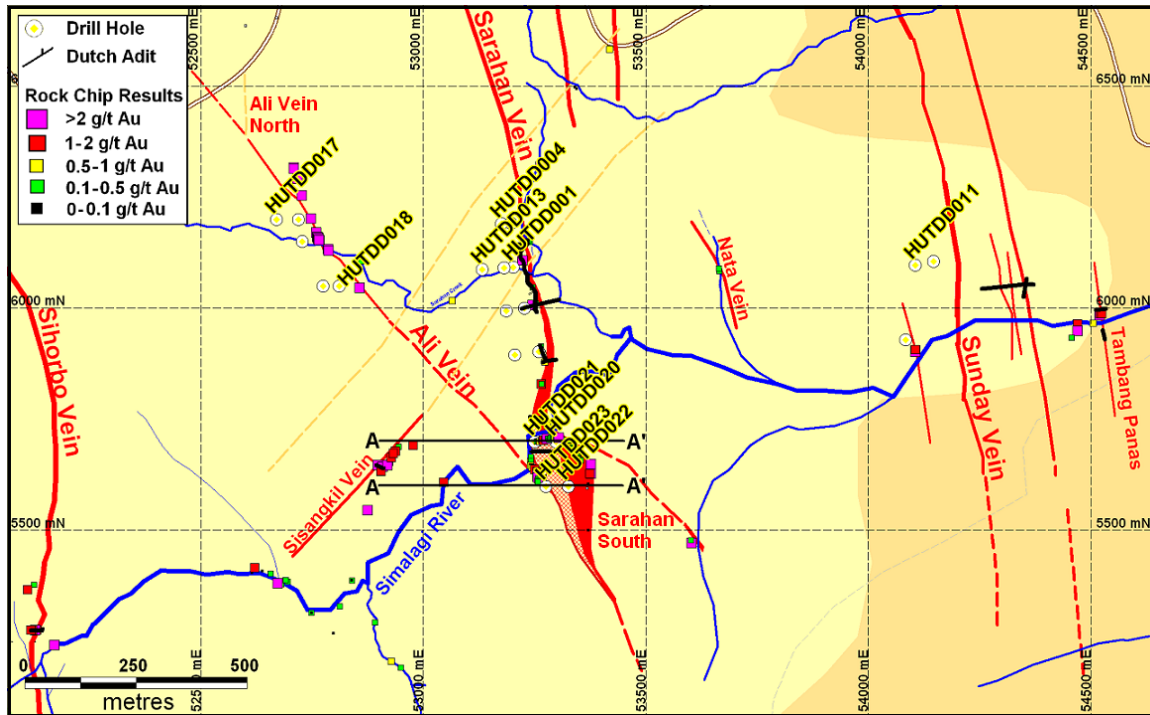 Drill Hole
Dutch Adit
Rock Chip Results
>2 g/t Au
1-2 g/t Au
0.5-1 g/t Au
0.1-0.5 g/t Au
0-0.1 g/t Au
52500 mE
53000 mE
53500 mE
54000 mE
54500 mE
6500 mN
Ali Vein
North
Sarahan Vein
HUTDD017
HUTDD018
HUTDD004
HUTDD013
HUTDD001
HUTDD011
Nata Vein
6000 mN
6000 mN
Sihorbo Vein
Ali Vein
Sunday Vein
Tambang Panas
HUTDD021
HUTDD020
HUTDD023
HUTDD022
A
A'
A
A'
Sisangkil Vein
Simalagi River
Sarahan
South
5500 mN
5500 mN
0 250 500
metres
53000 mE
53500 mE
54000 mE
54500 mE